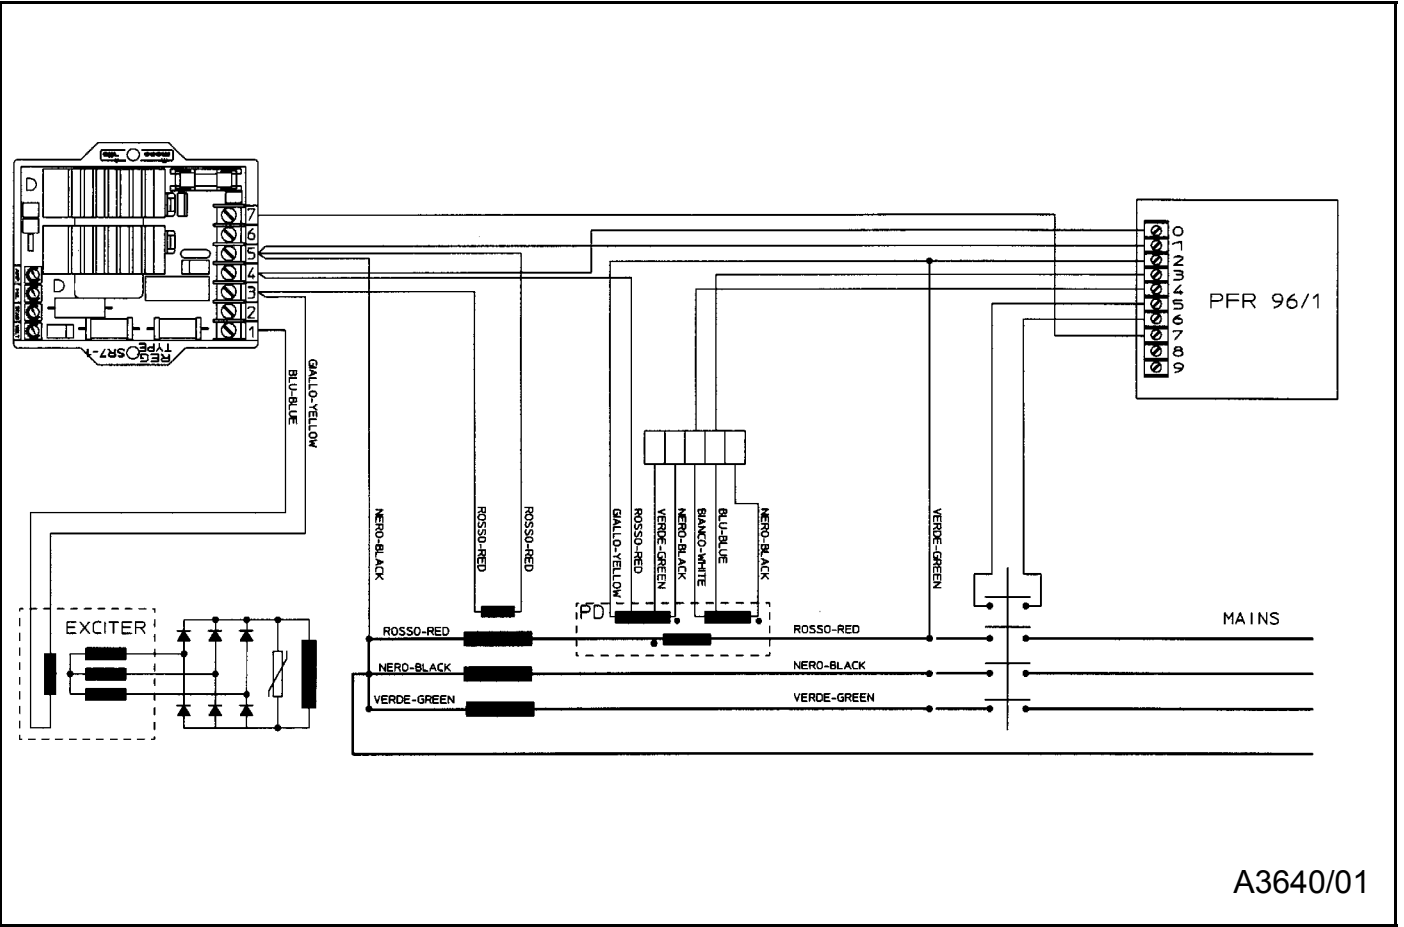 7
6
5
4
3
2
1
D
D
REG
TYPE
SR7-1
0
1
2
3
4
5
6
7
8
9
PFR 96/1
GIALLO-YELLOW
BLU-BLUE
NERO-BLACK
ROSSO-RED
ROSSO-RED
GIALLO-YELLOW
ROSSO-RED
VERDE-GREEN
NERO-BLACK
BIANCO-WHITE
BLU-BLUE
NERO-BLACK
VERDE-GREEN
PD
EXCITER
MAINS
ROSSO-RED
ROSSO-RED
NERO-BLACK
NERO-BLACK
VERDE-GREEN
VERDE-GREEN
A3640/01